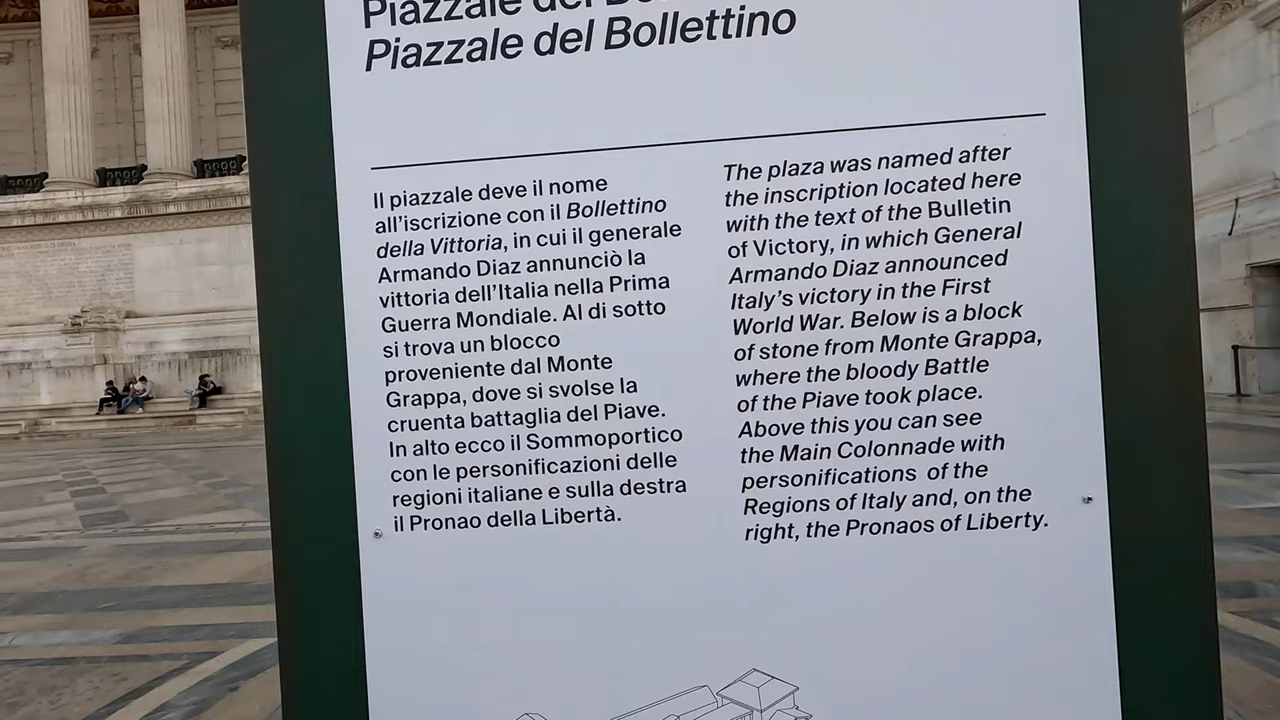 Piazzale del
Piazzale del Bollettino
Il piazzale deve il nome
all'iscrizione con il Bollettino
della Vittoria, in cui il generale
Armando Diaz annunciò la
vittoria dell'Italia nella Prima
Guerra Mondiale. Al di sotto
si trova un blocco
proveniente dal Monte
Grappa, dove si svolse la
cruenta battaglia del Piave.
In alto ecco il Sommoportico
con le personificazioni delle
regioni italiane e sulla destra
il Pronao della Libertà.
The plaza was named after
the inscription located here
with the text of the Bulletin
of Victory, in which General
Armando Diaz announced
Italy's victory in the First
World War. Below is a block
of stone from Monte Grappa,
where the bloody Battle
of the Piave took place.
Above this you can see
the Main Colonnade with
personifications of the
Regions of Italy and, on the
right, the Pronaos of Liberty.